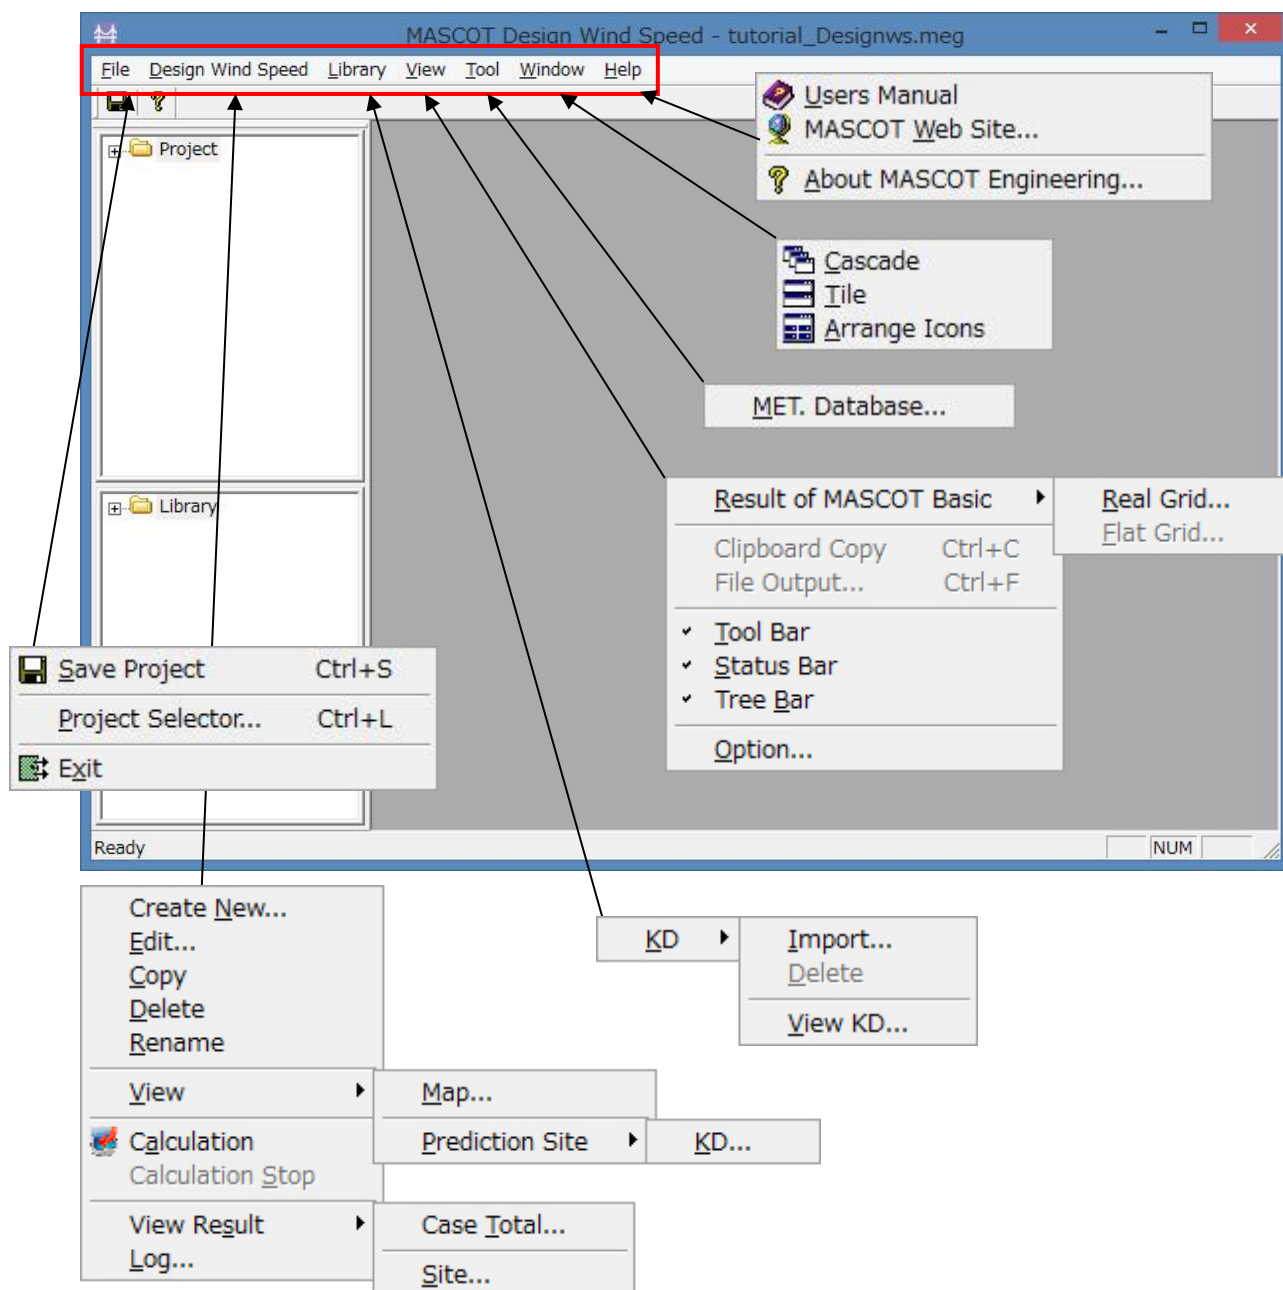 MASCOT Design Wind Speed - tutorial_Designws.meg
File Design Wind Speed Library View Tool Window Help
Project
Library
Users Manual
MASCOT Web Site...
About MASCOT Engineering...
Cascade
Tile
Arrange Icons
MET. Database...
Result of MASCOT Basic
Real Grid...
Flat Grid...
Clipboard Copy Ctrl+C
File Output... Ctrl+F
Tool Bar
Status Bar
Tree Bar
Option...
Save Project Ctrl+S
Project Selector... Ctrl+L
Exit
Ready
NUM
Create New...
Edit...
Copy
Delete
Rename
View
Calculation
Calculation Stop
View Result
Log...
Map...
Prediction Site
KD...
Case Total...
Site...
KD
Import...
Delete
View KD...